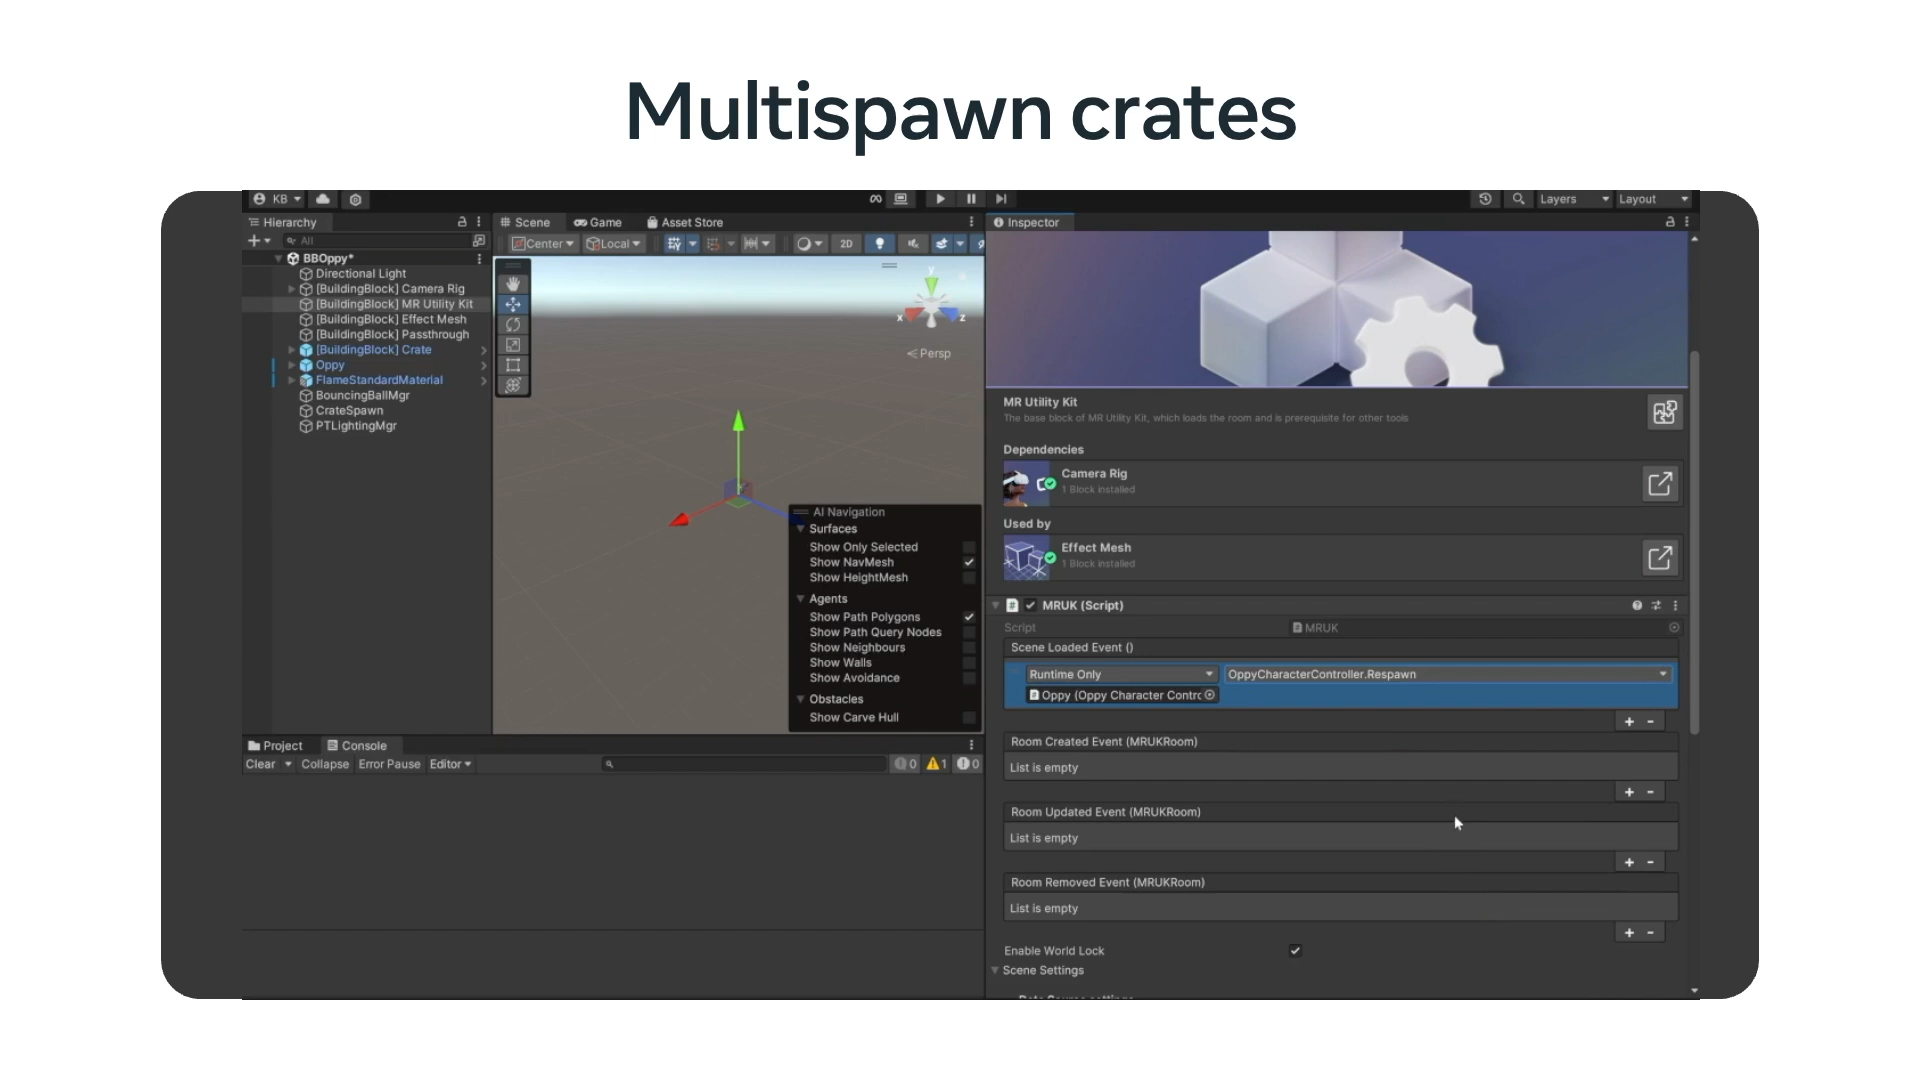 Multispawn crates
KB
Layers
Layout
Hierarchy
All
BBOppy*
Directional Light
[BuildingBlock] Camera Rig
[BuildingBlock] MR Utility Kit
[BuildingBlock] Effect Mesh
[BuildingBlock] Passthrough
[BuildingBlock] Crate
Oppy
FlameStandardMaterial
BouncingBallMgr
CrateSpawn
PTLightingMgr
Scene
Game
Asset Store
Center
Local
2D
y
x
z
Persp
AI Navigation
Surfaces
Show Only Selected
Show NavMesh
Show HeightMesh
Agents
Show Path Polygons
Show Path Query Nodes
Show Neighbours
Show Walls
Show Avoidance
Obstacles
Show Carve Hull
Project
Console
Clear
Collapse
Error Pause
Editor
0
1
0
Inspector
MR Utility Kit
The base block of MR Utility Kit, which loads the room and is prerequisite for other tools
Dependencies
Camera Rig
1 Block installed
Used by
Effect Mesh
1 Block installed
MRUK (Script)
Script
MRUK
Scene Loaded Event ()
Runtime Only
OppyCharacterController.Respawn
Oppy (Oppy Character Contro
Room Created Event (MRUKRoom)
List is empty
Room Updated Event (MRUKRoom)
List is empty
Room Removed Event (MRUKRoom)
List is empty
Enable World Lock
Scene Settings